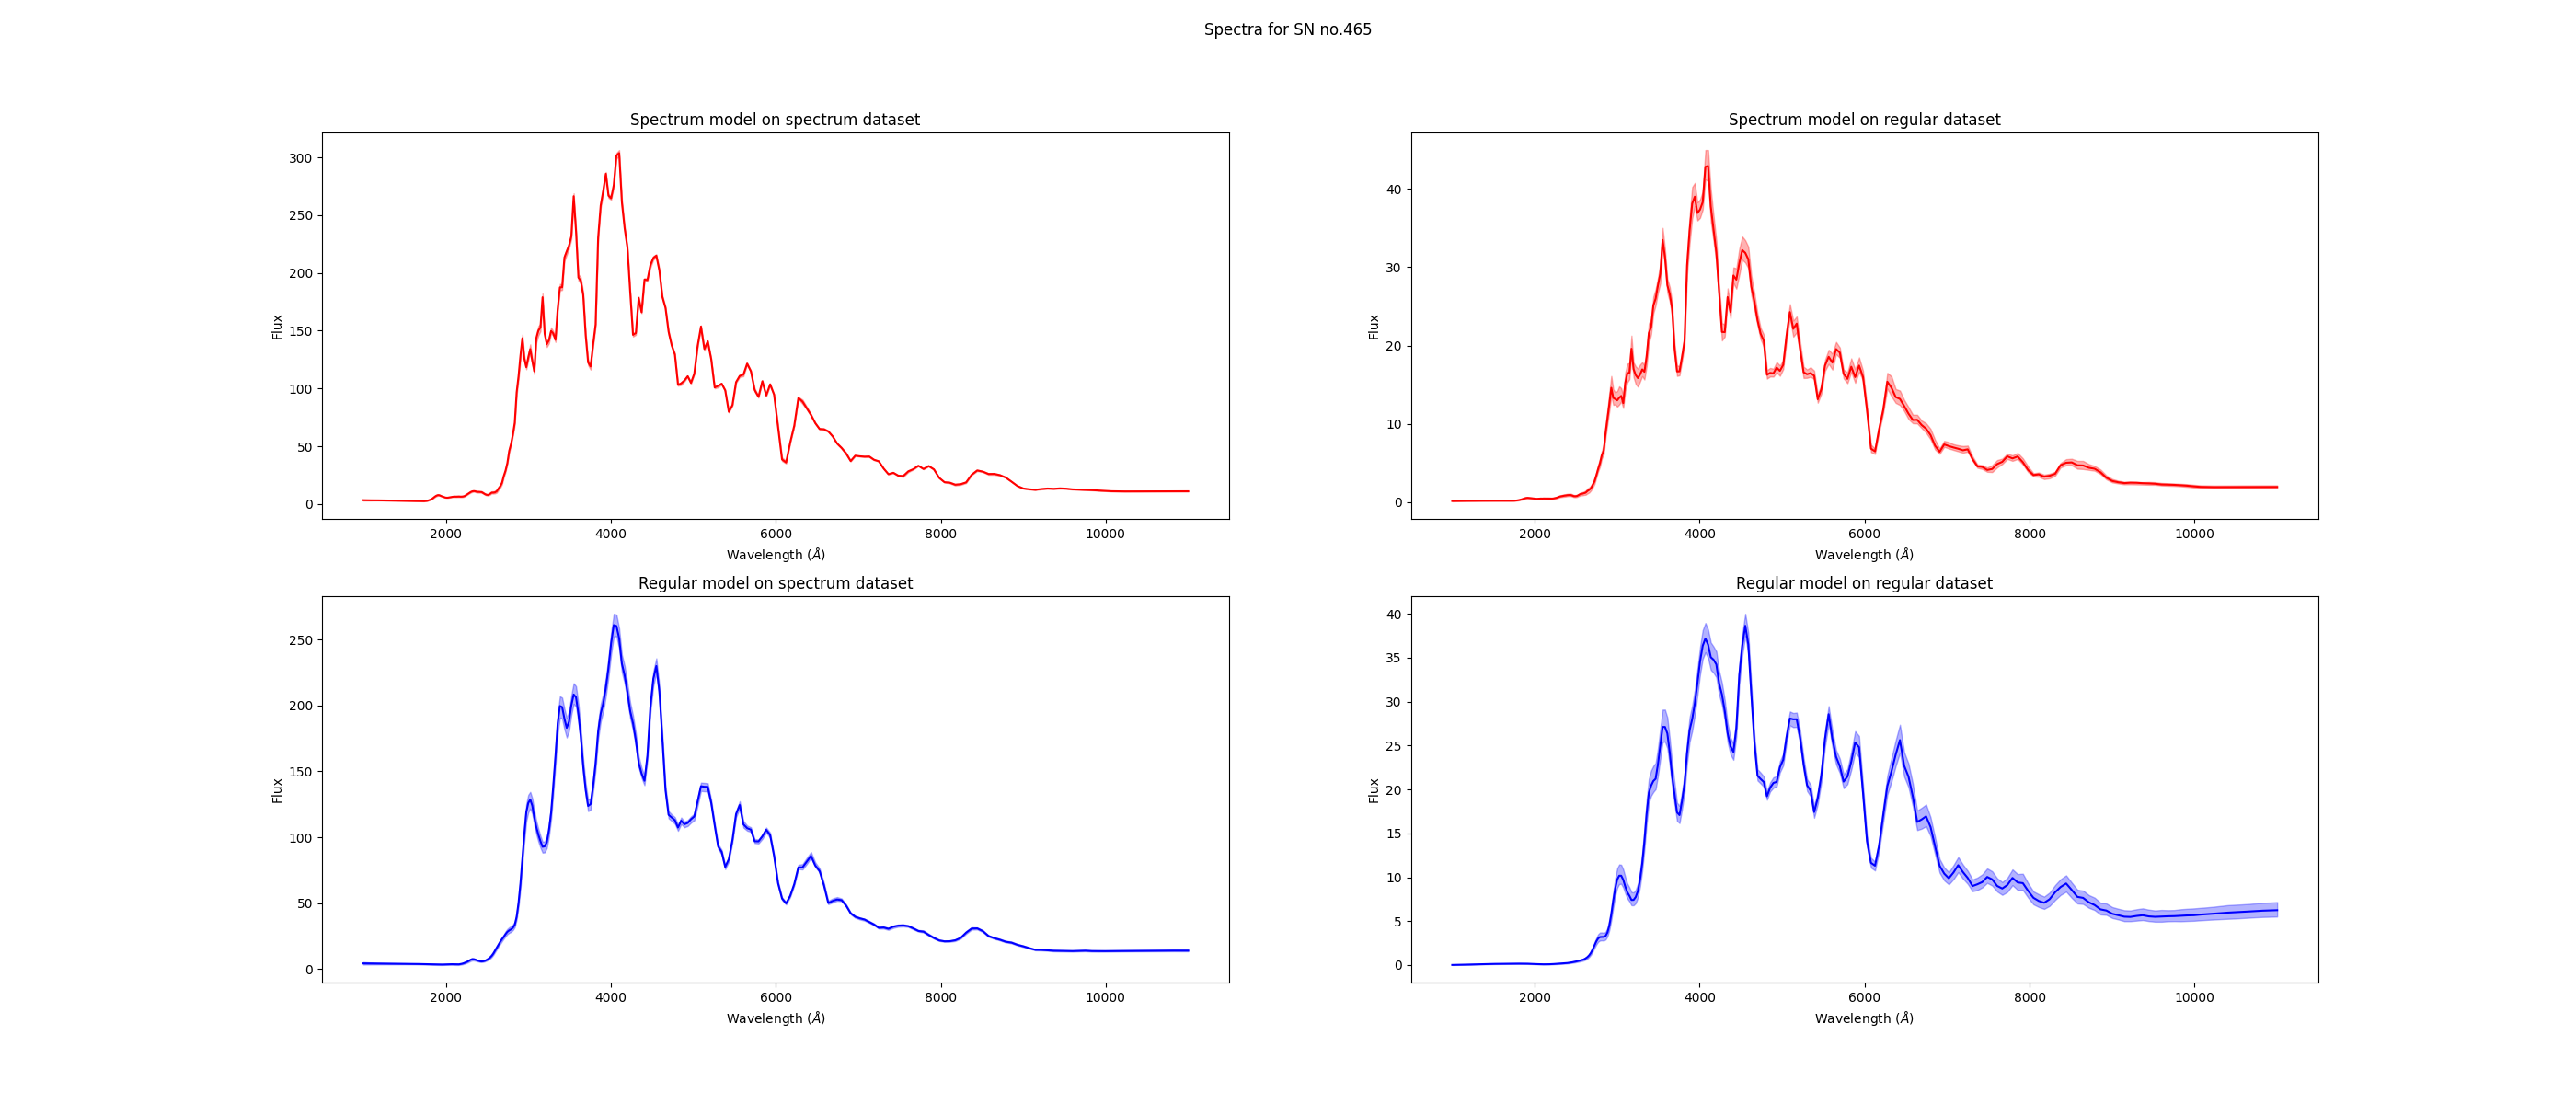 Spectra for SN no.465
Spectrum model on spectrum dataset
300
250
200
150
100
50
0
Flux
2000 4000 6000 8000 10000
Wavelength (Å)
Spectrum model on regular dataset
40
30
20
10
0
Flux
2000 4000 6000 8000 10000
Wavelength (Å)
Regular model on spectrum dataset
250
200
150
100
50
0
Flux
2000 4000 6000 8000 10000
Wavelength (Å)
Regular model on regular dataset
40
35
30
25
20
15
10
5
0
Flux
2000 4000 6000 8000 10000
Wavelength (Å)